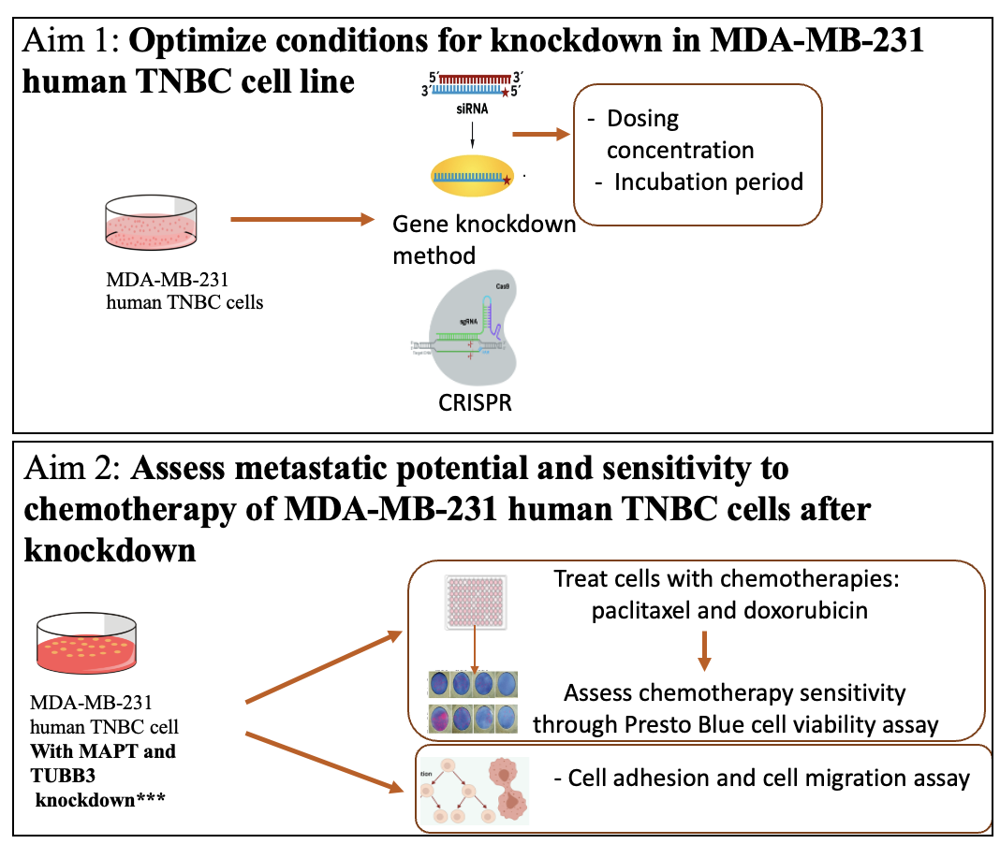 Aim 1: Optimize conditions for knockdown in MDA-MB-231
human TNBC cell line
5′ 3′
3′ 5′
siRNA
- Dosing
concentration
- Incubation period
Gene knockdown
method
MDA-MB-231
human TNBC cells
Cas9
sgRNA
Target DNA
CRISPR
Aim 2: Assess metastatic potential and sensitivity to
chemotherapy of MDA-MB-231 human TNBC cells after
knockdown
Treat cells with chemotherapies:
paclitaxel and doxorubicin
Assess chemotherapy sensitivity
through Presto Blue cell viability assay
MDA-MB-231
human TNBC cell
With MAPT and
TUBB3
knockdown***
tion
- Cell adhesion and cell migration assay